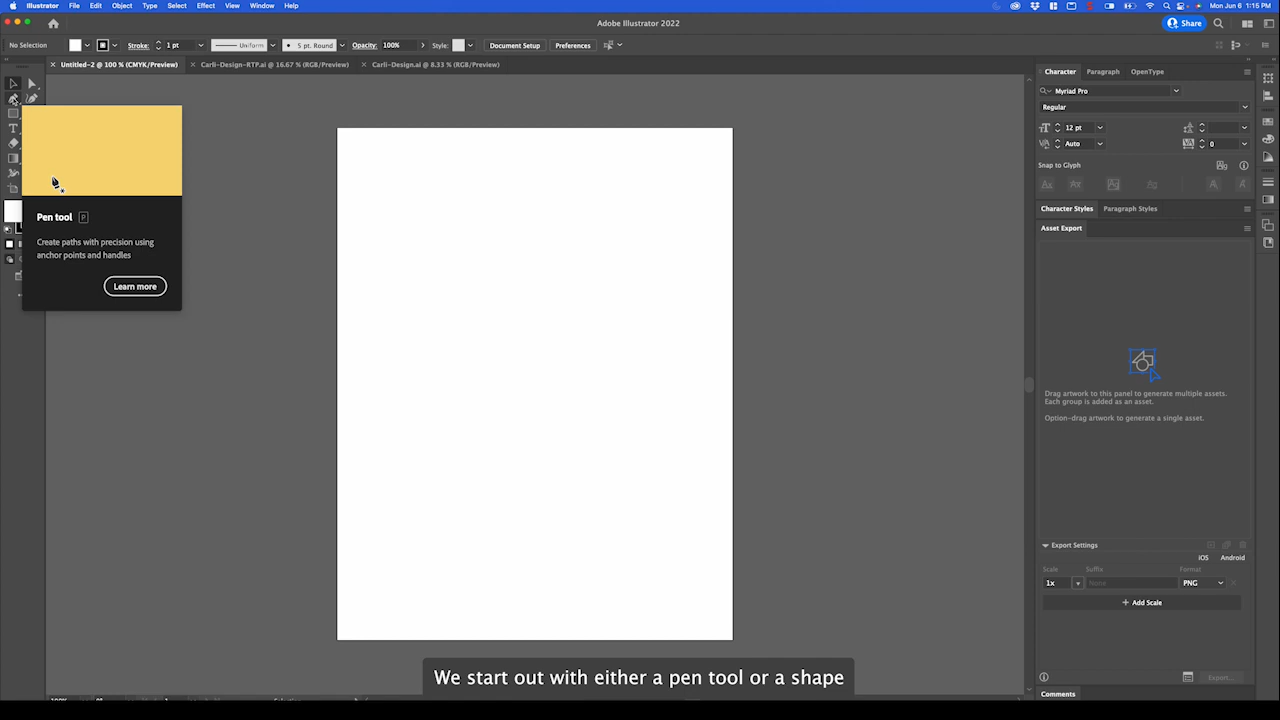 Illustrator File Edit Object Type Select Effect View Window Help
Mon Jun 6 1:15 PM
Adobe Illustrator 2022
Share
No Selection Stroke: 1 pt Uniform 5 pt. Round Opacity: 100% Style: Document Setup Preferences
Untitled-2 @ 100 % (CMYK/Preview) Carli-Design-RTP.ai @ 16.67 % (RGB/Preview) Carli-Design.ai @ 8.33 % (RGB/Preview)
Pen tool P
Create paths with precision using
anchor points and handles
Learn more
Character Paragraph OpenType
Myriad Pro
Regular
12 pt
Auto 0
Snap to Glyph
Character Styles Paragraph Styles
Asset Export
Drag artwork to this panel to generate multiple assets.
Each group is added as an asset.
Option-drag artwork to generate a single asset.
Export Settings
iOS Android
Scale Suffix Format
1x None PNG
+ Add Scale
Export...
Comments
We start out with either a pen tool or a shape